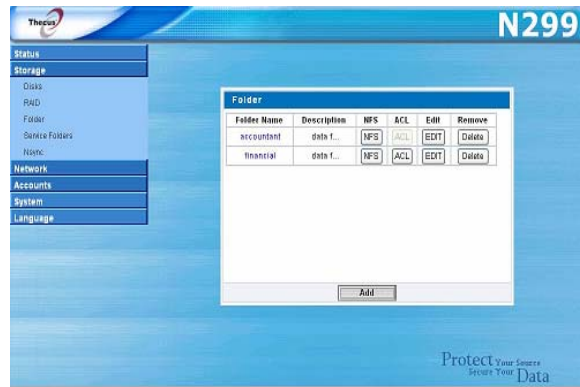 Thecus
N299
Status
Storage
Disks
RAID
Folder
Service Folders
Nsync
Network
Accounts
System
Language
Folder
Folder Name Description NFS ACL Edit Remove
accountant data f... NFS ACL EDIT Delete
financial data f... NFS ACL EDIT Delete
Add
Protect Your Source
Secure Your Data